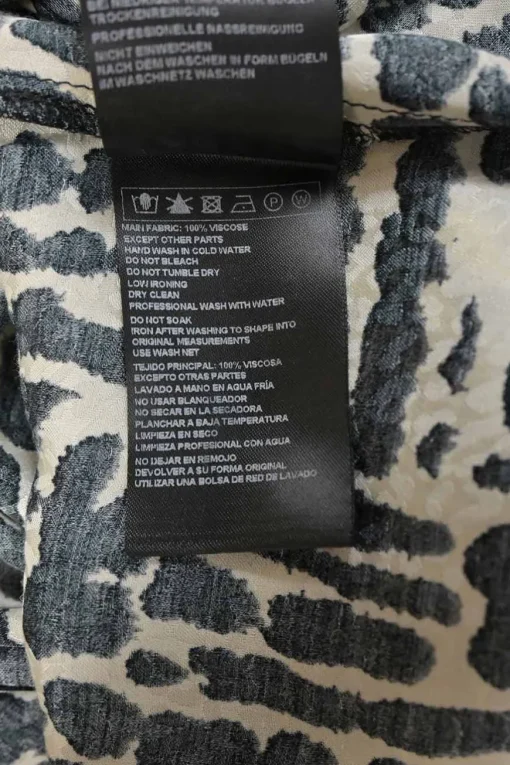 BEI NIEDRIGER TEMPERATUR BÜGELN
TROCKENREINIGUNG
PROFESSIONELLE NASSREINIGUNG
NICHT EINWEICHEN
NACH DEM WASCHEN IN FORM BÜGELN
IM WASCHNETZ WASCHEN
P W
MAIN FABRIC: 100% VISCOSE
EXCEPT OTHER PARTS
HAND WASH IN COLD WATER
DO NOT BLEACH
DO NOT TUMBLE DRY
LOW IRONING
DRY CLEAN
PROFESSIONAL WASH WITH WATER
DO NOT SOAK
IRON AFTER WASHING TO SHAPE INTO
ORIGINAL MEASUREMENTS
USE WASH NET
TEJIDO PRINCIPAL: 100% VISCOSA
EXCEPTO OTRAS PARTES
LAVADO A MANO EN AGUA FRÍA
NO USAR BLANQUEADOR
NO SECAR EN LA SECADORA
PLANCHAR A BAJA TEMPERATURA
LIMPIEZA EN SECO
LIMPIEZA PROFESIONAL CON AGUA
NO DEJAR EN REMOJO
DEVOLVER A SU FORMA ORIGINAL
UTILIZAR UNA BOLSA DE RED DE LAVADO